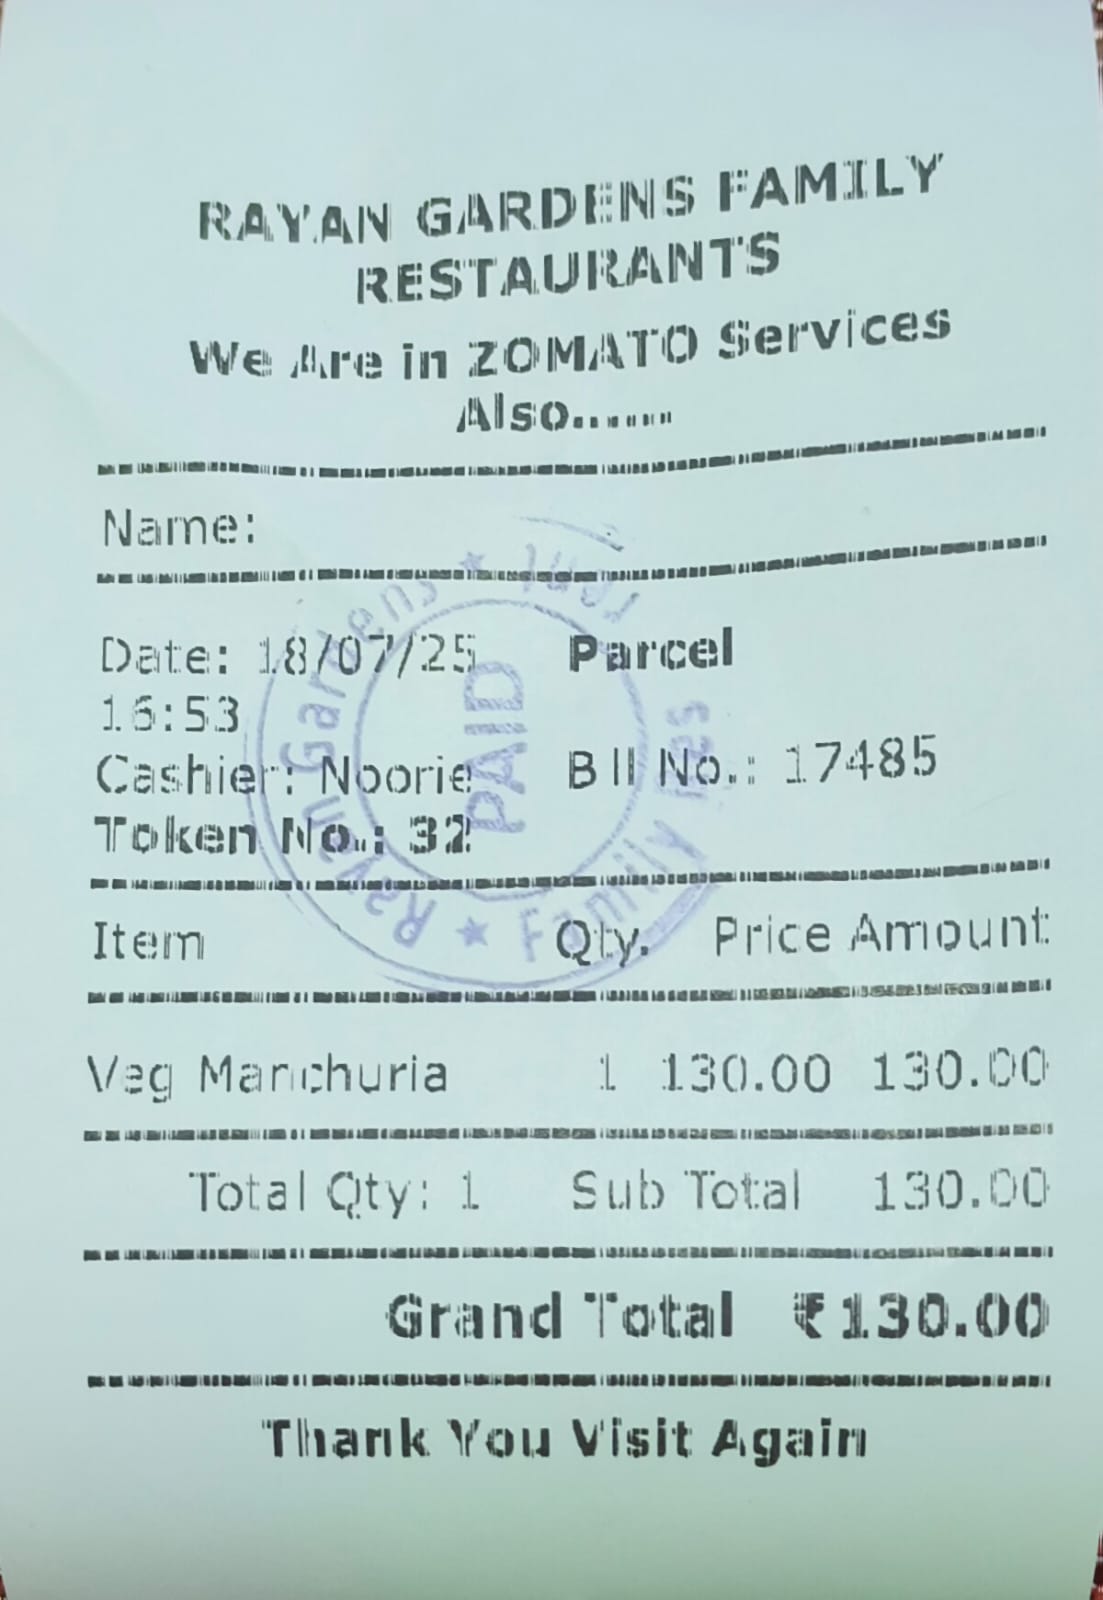 RAYAN GARDENS FAMILY
RESTAURANTS
We Are in ZOMATO Services
Also.......
Name:
Date: 18/07/25 Parcel
16:53
Cashier: Noorie Bill No.: 17485
Token No.: 32
Item Qty. Price Amount
Veg Manchuria 1 130.00 130.00
Total Qty: 1 Sub Total 130.00
Grand Total ₹130.00
Thank You Visit Again
Rayan Gardens ★ Family
PAID